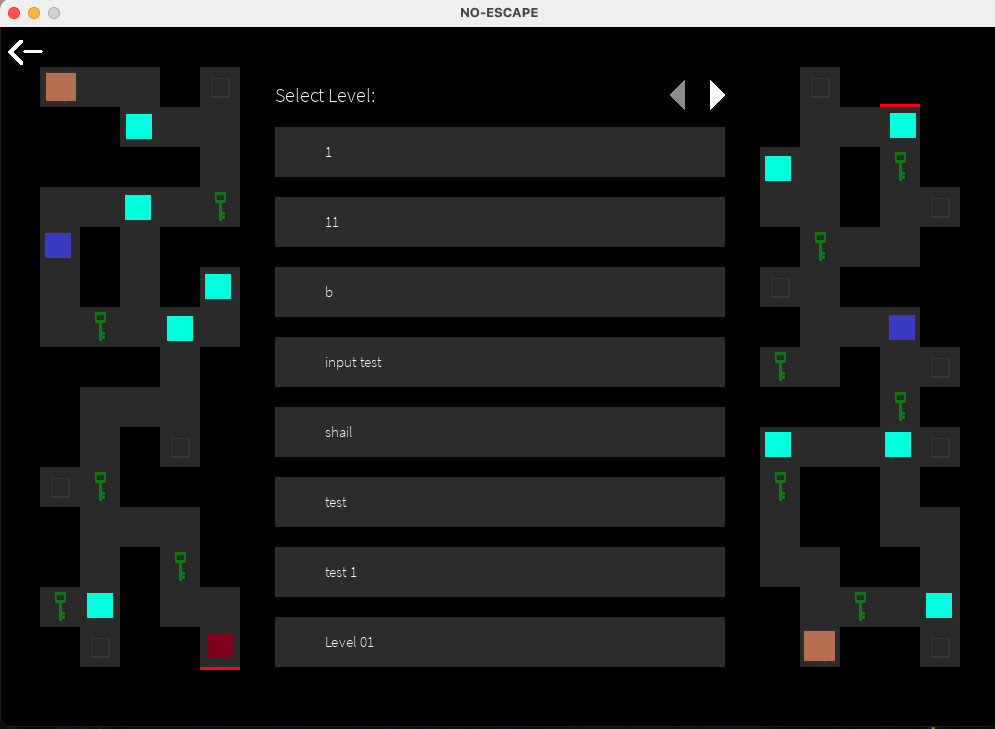 NO-ESCAPE
Select Level:
1
11
b
input test
shail
test
test 1
Level 01